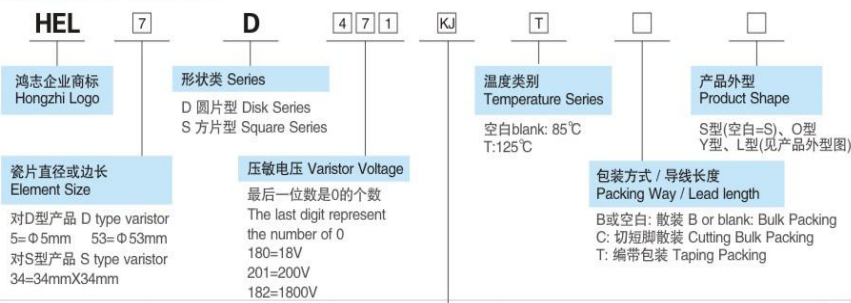 HEL 7 D 4 7 1 KJ T
鸿志企业商标
Hongzhi Logo
形状类 Series
D 圆片型 Disk Series
S 方片型 Square Series
温度类别
Temperature Series
空白blank: 85℃
T:125℃
产品外型
Product Shape
S型(空白=S)、O型
Y型、L型(见产品外型图)
瓷片直径或边长
Element Size
对D型产品 D type varistor
5=Φ5mm 53=Φ53mm
对S型产品 S type varistor
34=34mmX34mm
压敏电压 Varistor Voltage
最后一位数是0的个数
The last digit represent
the number of 0
180=18V
201=200V
182=1800V
包装方式 / 导线长度
Packing Way / Lead length
B或空白: 散装 B or blank: Bulk Packing
C: 切短脚散装 Cutting Bulk Packing
T: 编带包装 Taping Packing